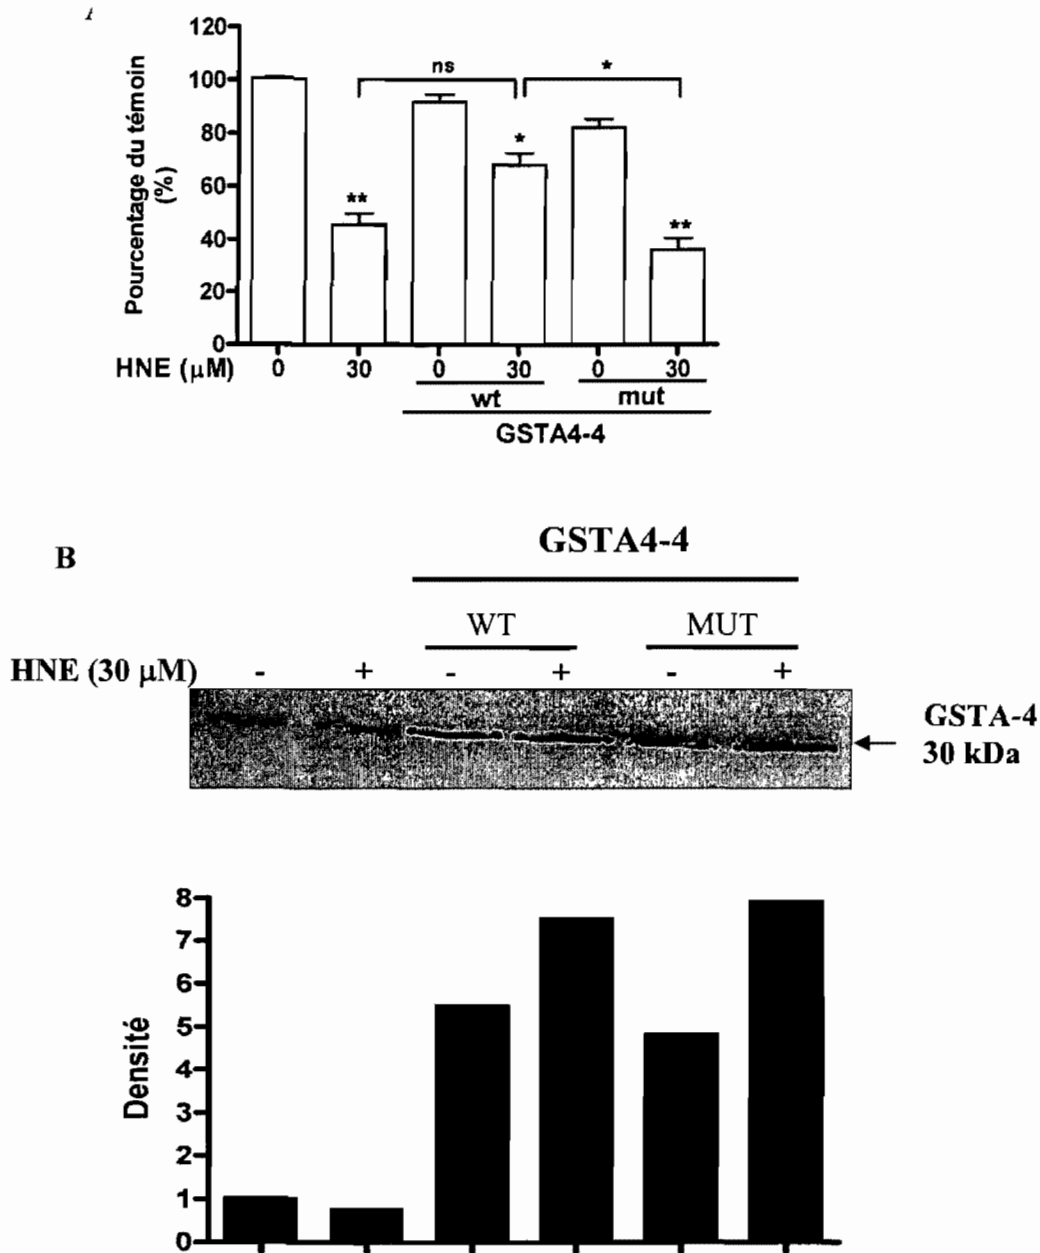 120
100
80
60
40
20
0
Pourcentage du témoin
(%)
ns
*
*
**
**
HNE (µM) 0 30 0 30 0 30
wt mut
GSTA4-4
B
GSTA4-4
WT MUT
HNE (30 µM) - + - + - +
GSTA-4
30 kDa
8
7
6
5
4
3
2
1
0
Densité